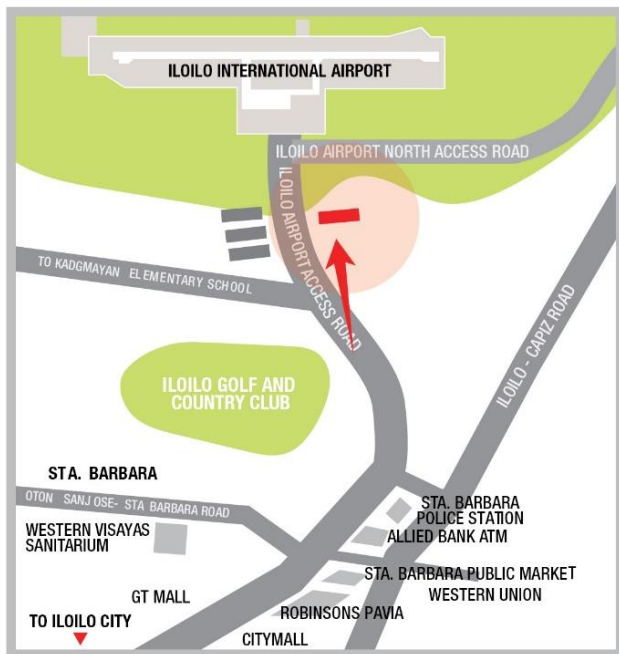 ILOILO INTERNATIONAL AIRPORT
ILOILO AIRPORT NORTH ACCESS ROAD
ILOILO AIRPORT ACCESS ROAD
TO KADGMAYAN ELEMENTARY SCHOOL
ILOILO - CAPIZ ROAD
ILOILO GOLF AND
COUNTRY CLUB
STA. BARBARA
OTON SANJOSE- STA BARBARA ROAD
WESTERN VISAYAS
SANITARIUM
STA. BARBARA
POLICE STATION
ALLIED BANK ATM
STA. BARBARA PUBLIC MARKET
WESTERN UNION
GT MALL
ROBINSONS PAVIA
TO ILOILO CITY
CITYMALL